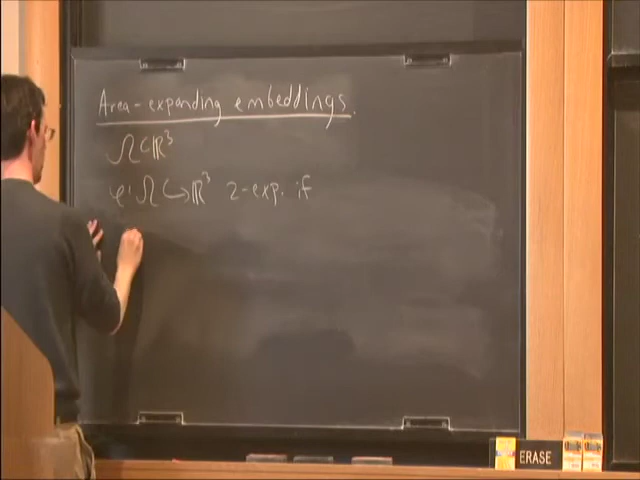 Area-expanding embeddings.
Ω⊂ℝ³
φ: Ω↪ℝ³ 2-exp. if
ERASE